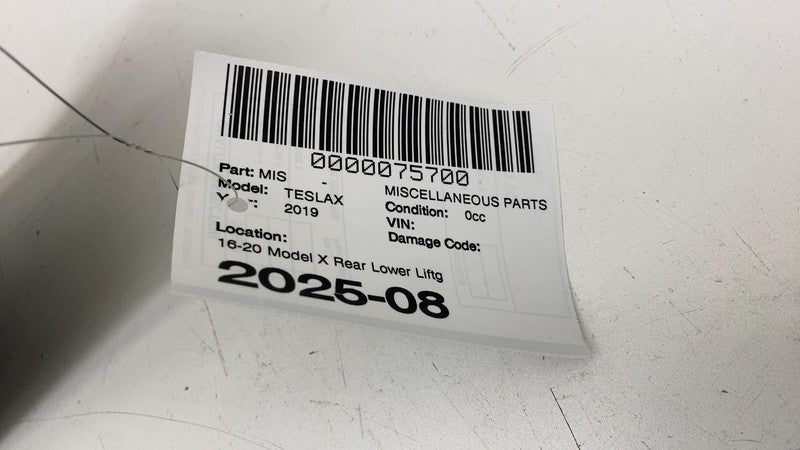 0000075700
Part: MIS - MISCELLANEOUS PARTS
Model: TESLAX Condition: 0cc
2019 VIN:
Damage Code:
Location:
16-20 Model X Rear Lower Liftg
2025-08